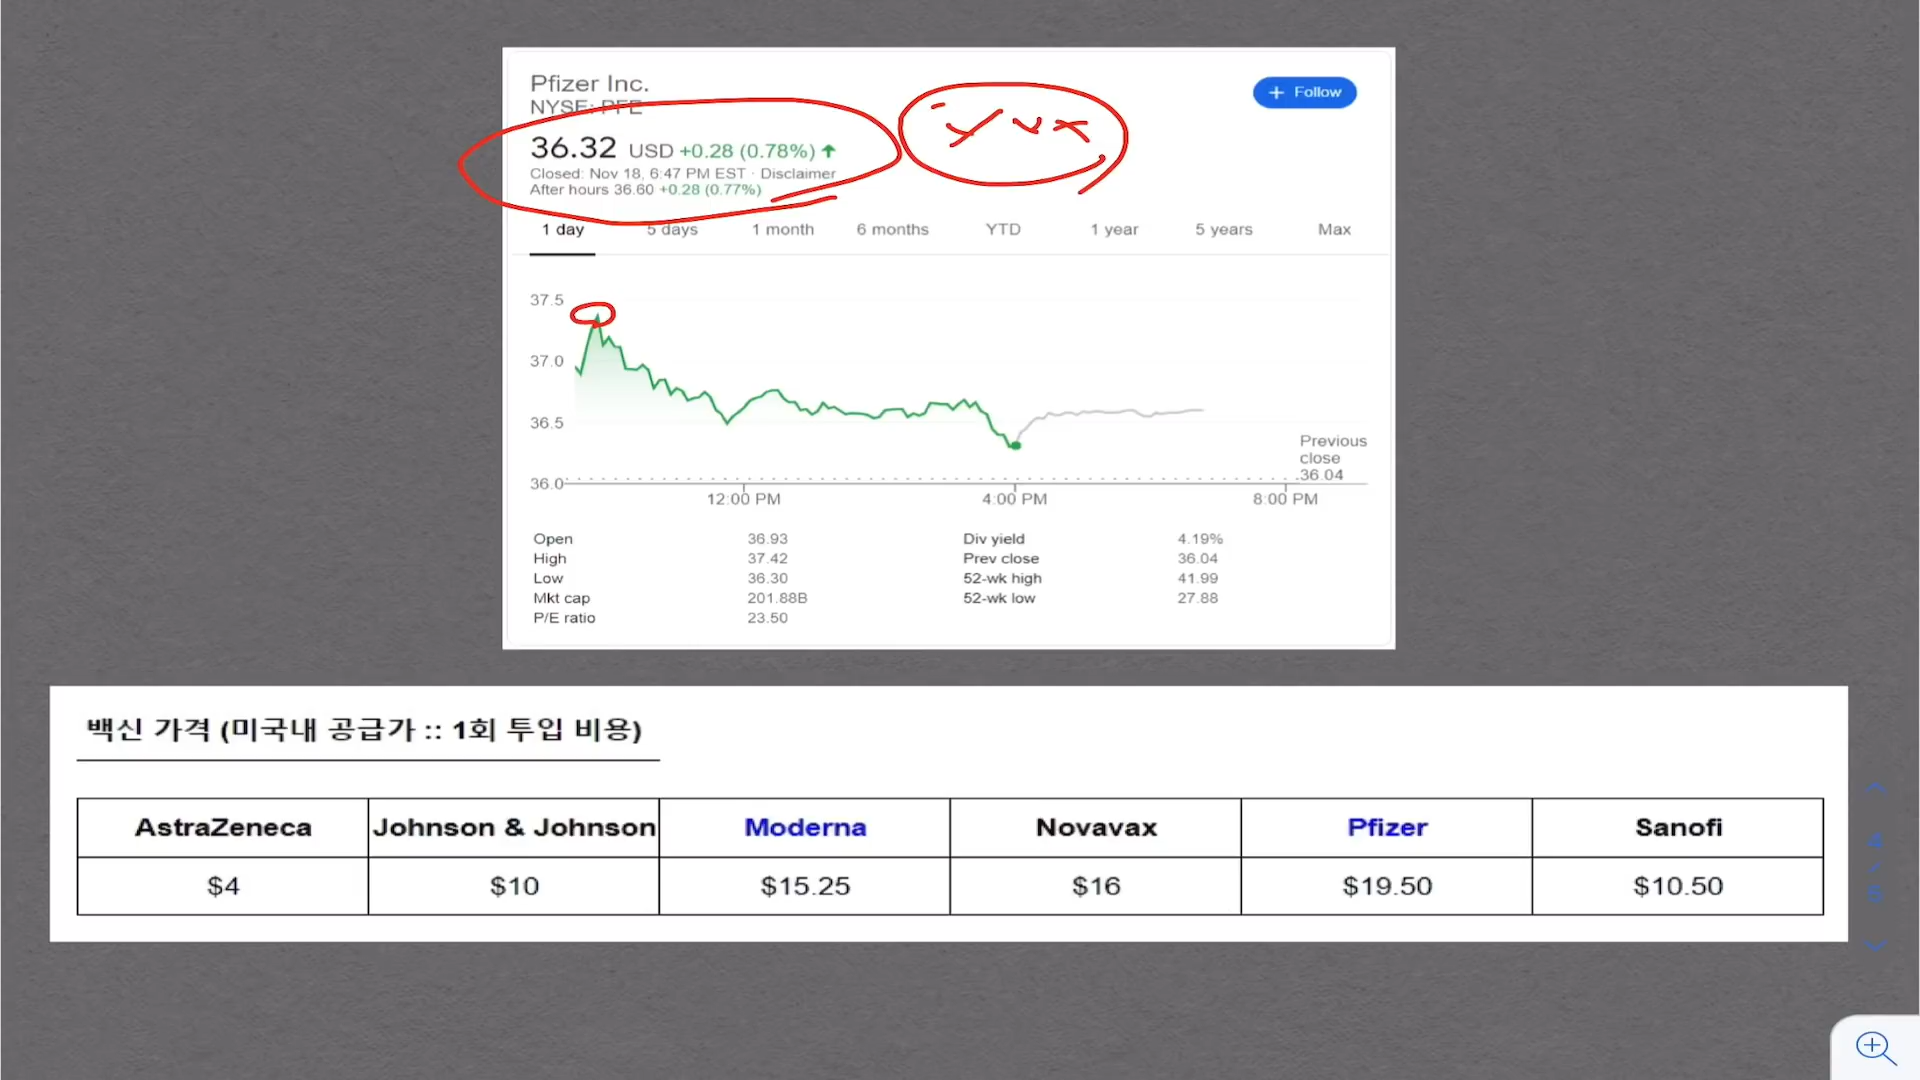 Pfizer Inc.
NYSE: PFE
+ Follow
36.32 USD +0.28 (0.78%)
Closed: Nov 18, 6:47 PM EST · Disclaimer
After hours 36.60 +0.28 (0.77%)
1 day 5 days 1 month 6 months YTD 1 year 5 years Max
37.5
37.0
36.5
36.0
Previous
close
36.04
12:00 PM 4:00 PM 8:00 PM
Open 36.93 Div yield 4.19%
High 37.42 Prev close 36.04
Low 36.30 52-wk high 41.99
Mkt cap 201.88B 52-wk low 27.88
P/E ratio 23.50
백신 가격 (미국내 공급가 :: 1회 투입 비용)
AstraZeneca Johnson & Johnson Moderna Novavax Pfizer Sanofi
$4 $10 $15.25 $16 $19.50 $10.50